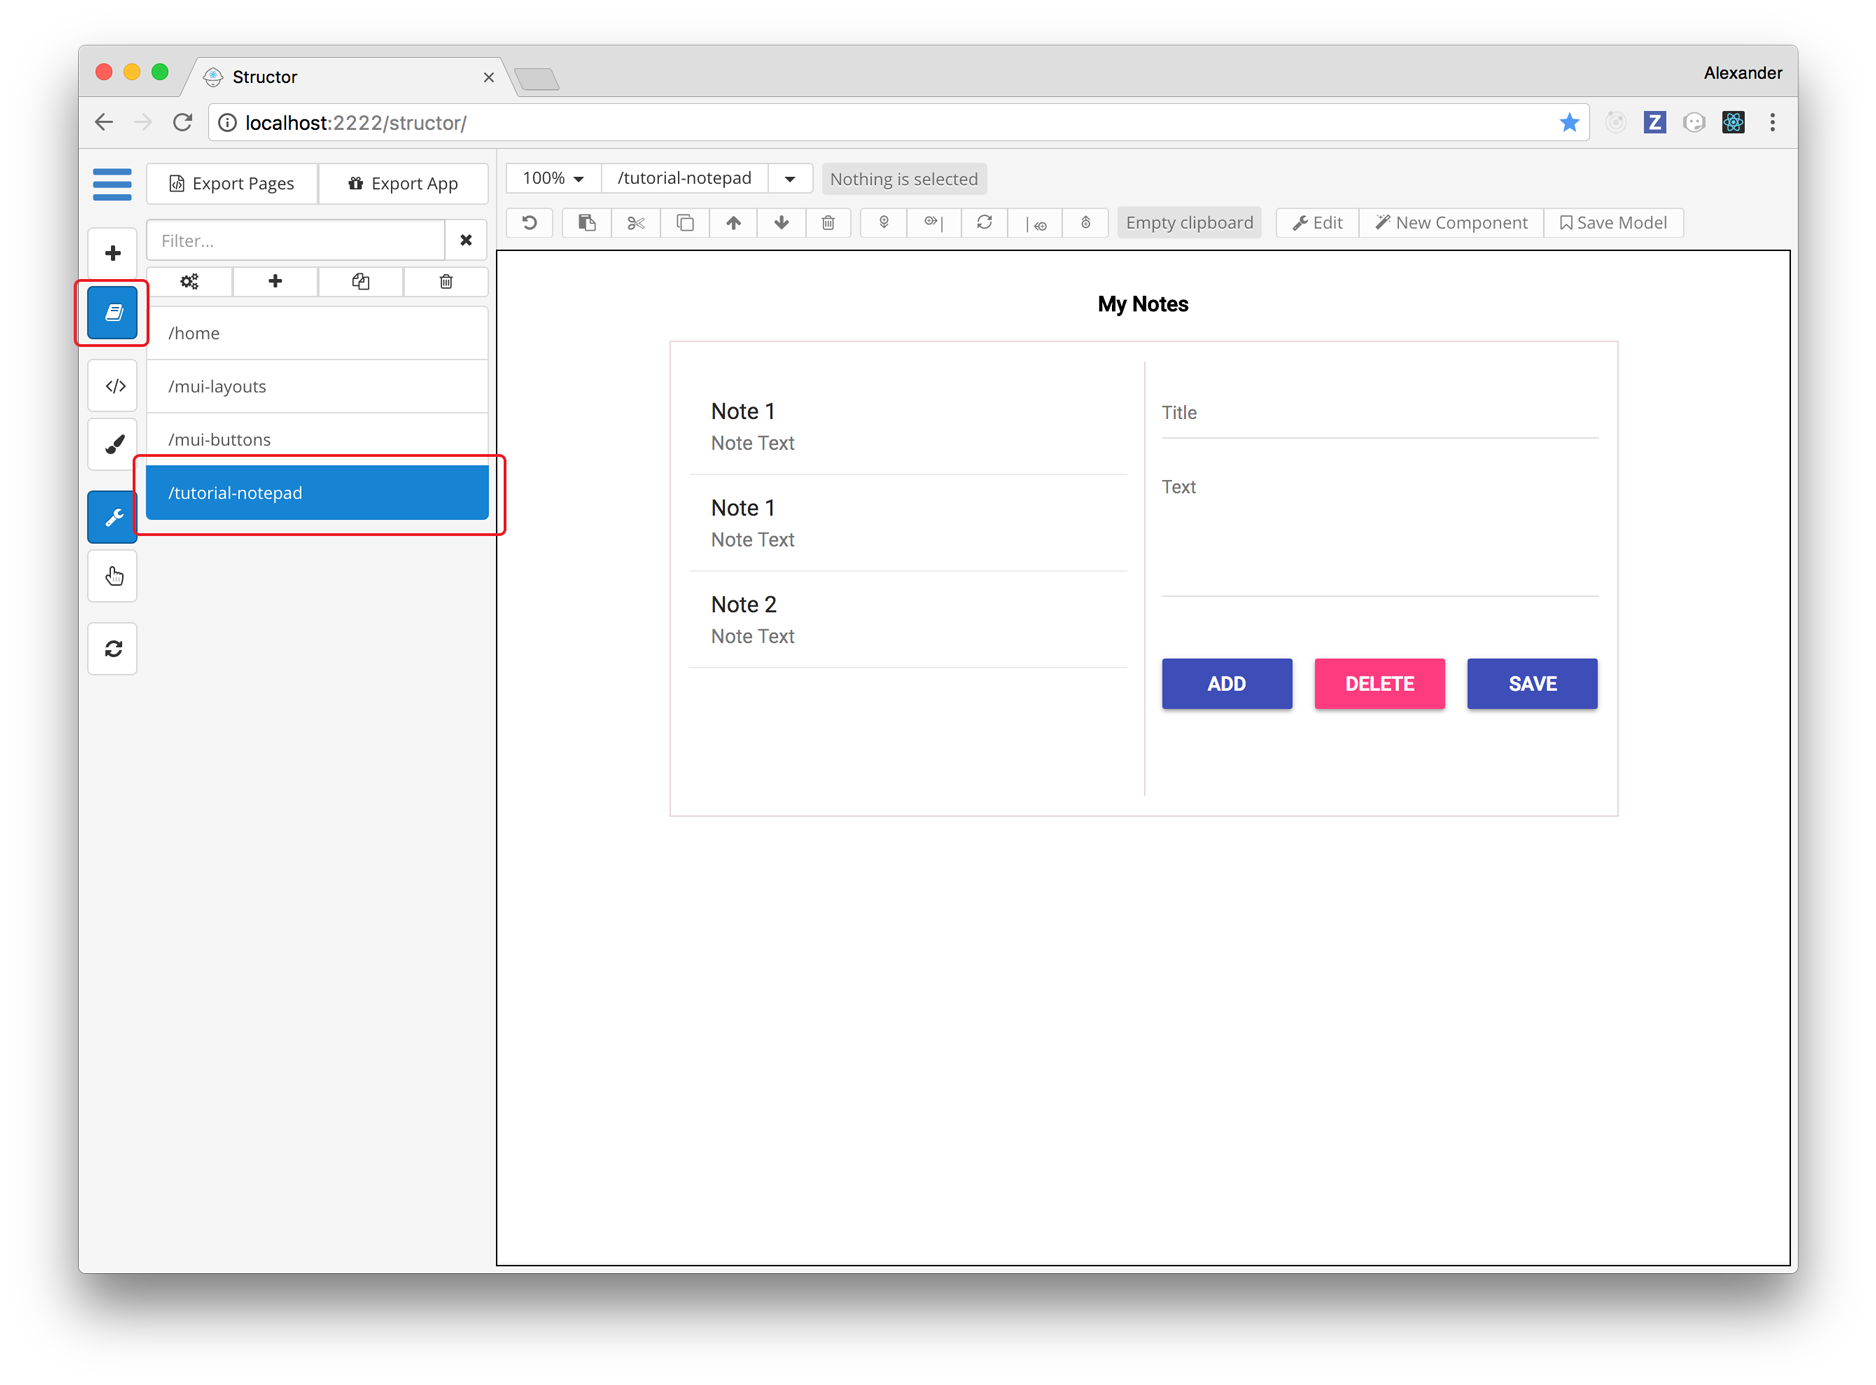 Structor
Alexander
localhost:2222/structor/
Z
Export Pages
Export App
100%
/tutorial-notepad
Nothing is selected
Filter...
Empty clipboard
Edit
New Component
Save Model
/home
/mui-layouts
/mui-buttons
/tutorial-notepad
My Notes
Note 1
Note Text
Note 1
Note Text
Note 2
Note Text
Title
Text
ADD
DELETE
SAVE